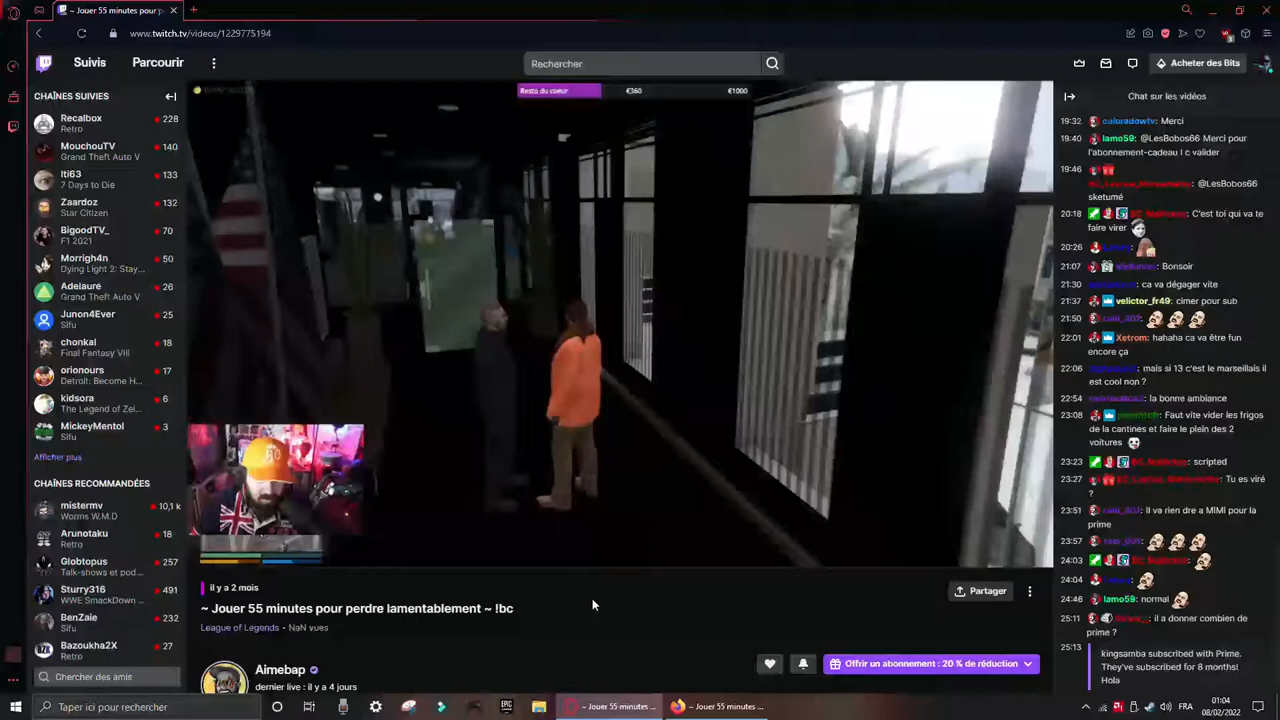 ~ Jouer 55 minutes pour p
www.twitch.tv/videos/1229775194
Suivis
Parcourir
Rechercher
Acheter des Bits
CHAÎNES SUIVIES
Recalbox
228
Retro
MouchouTV
140
Grand Theft Auto V
Iti63
133
7 Days to Die
Zaardoz
132
Star Citizen
BigoodTV_
70
F1 2021
Morrigh4n
50
Dying Light 2: Stay...
Adelaure
26
Grand Theft Auto V
Junon4Ever
25
Sifu
chonkal
18
Final Fantasy VIII
orionours
17
Detroit: Become H...
kidsora
6
The Legend of Zel...
MickeyMentol
3
Sifu
Afficher plus
CHAÎNES RECOMMANDÉES
mistermv
10,1 k
Worms W.M.D
Arunotaku
18
Retro
Globtopus
257
Talk-shows et pod...
Sturry316
491
WWE SmackDown ...
BenZaie
232
Sifu
Bazoukha2X
27
Retro
Chercher des amis
Resto du coeur
€360
€1000
il y a 2 mois
~ Jouer 55 minutes pour perdre lamentablement ~ !bc
League of Legends • NaN vues
Partager
Aimebap
dernier live : il y a 4 jours
Offrir un abonnement : 20 % de réduction
Chat sur les vidéos
19:32 coloradowtv: Merci
19:40 lamo59: @LesBobos66 Merci pour
l'abonnement-cadeau ! c valider
19:46
: @LesBobos66
sketumé
20:18 : C'est toi qui va te
faire virer
20:26
21:07 : Bonsoir
21:30 : ca va dégager vite
21:37 velictor_fr49: cimer pour sub
21:50
22:01 Xetrom: hahaha ca va être fun
encore ça
22:06 : mais si 13 c'est le marseillais il
est cool non ?
22:54 : la bonne ambiance
23:08 : Faut vite vider les frigos
de la cantines et faire le plein des 2
voitures
23:23 : scripted
23:27 : Tu es viré
?
23:51 : Il va rien dre a MIMI pour la
prime
23:57
24:03
24:04
24:46 lamo59: normal
25:11 : il a donner combien de
prime ?
25:13
kingsamba subscribed with Prime.
They've subscribed for 8 months!
Hola
Taper ici pour rechercher
~ Jouer 55 minutes ...
~ Jouer 55 minutes ...
FRA
01:04
08/02/2022